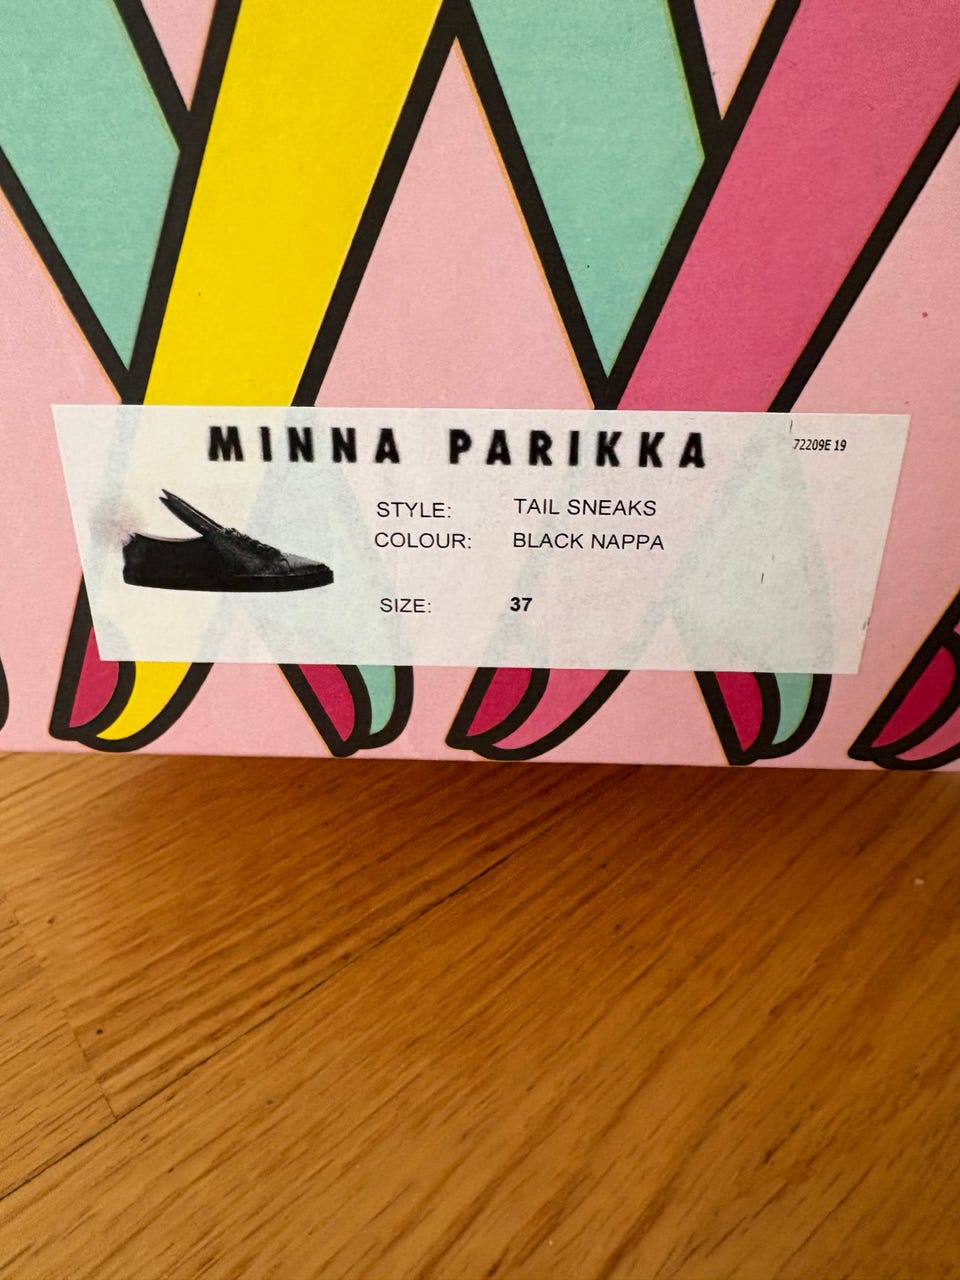 MINNA PARIKKA
72209E 19
STYLE: TAIL SNEAKS
COLOUR: BLACK NAPPA
SIZE: 37